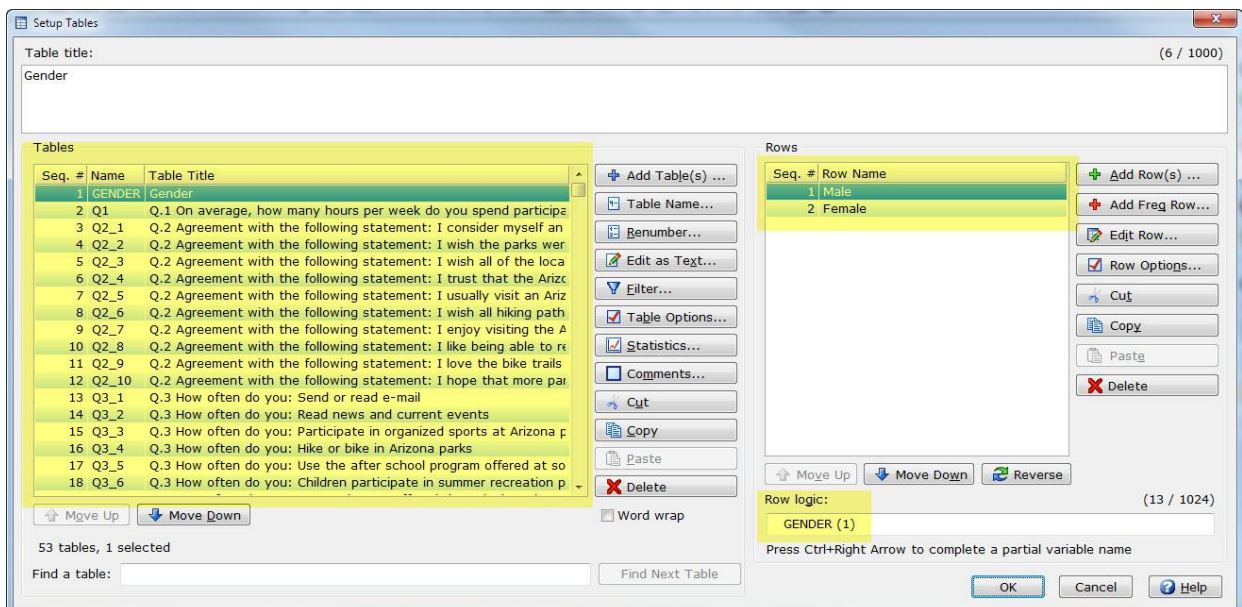 Setup Tables
Table title:
(6 / 1000)
Gender
Tables
Seq. # Name Table Title
1 GENDER Gender
2 Q1 Q.1 On average, how many hours per week do you spend participa
3 Q2_1 Q.2 Agreement with the following statement: I consider myself an
4 Q2_2 Q.2 Agreement with the following statement: I wish the parks wer
5 Q2_3 Q.2 Agreement with the following statement: I wish all of the loca
6 Q2_4 Q.2 Agreement with the following statement: I trust that the Arizo
7 Q2_5 Q.2 Agreement with the following statement: I usually visit an Ariz
8 Q2_6 Q.2 Agreement with the following statement: I wish all hiking path
9 Q2_7 Q.2 Agreement with the following statement: I enjoy visiting the A
10 Q2_8 Q.2 Agreement with the following statement: I like being able to re
11 Q2_9 Q.2 Agreement with the following statement: I love the bike trails
12 Q2_10 Q.2 Agreement with the following statement: I hope that more par
13 Q3_1 Q.3 How often do you: Send or read e-mail
14 Q3_2 Q.3 How often do you: Read news and current events
15 Q3_3 Q.3 How often do you: Participate in organized sports at Arizona p
16 Q3_4 Q.3 How often do you: Hike or bike in Arizona parks
17 Q3_5 Q.3 How often do you: Use the after school program offered at so
18 Q3_6 Q.3 How often do you: Children participate in summer recreation p
Move Up
Move Down
53 tables, 1 selected
Find a table:
Find Next Table
Add Table(s) ...
Table Name...
Renumber...
Edit as Text...
Filter...
Table Options...
Statistics...
Comments...
Cut
Copy
Paste
Delete
Word wrap
Rows
Seq. # Row Name
1 Male
2 Female
Add Row(s) ...
Add Freq Row...
Edit Row...
Row Options...
Cut
Copy
Paste
Delete
Move Up
Move Down
Reverse
Row logic:
(13 / 1024)
GENDER (1)
Press Ctrl+Right Arrow to complete a partial variable name
OK
Cancel
Help